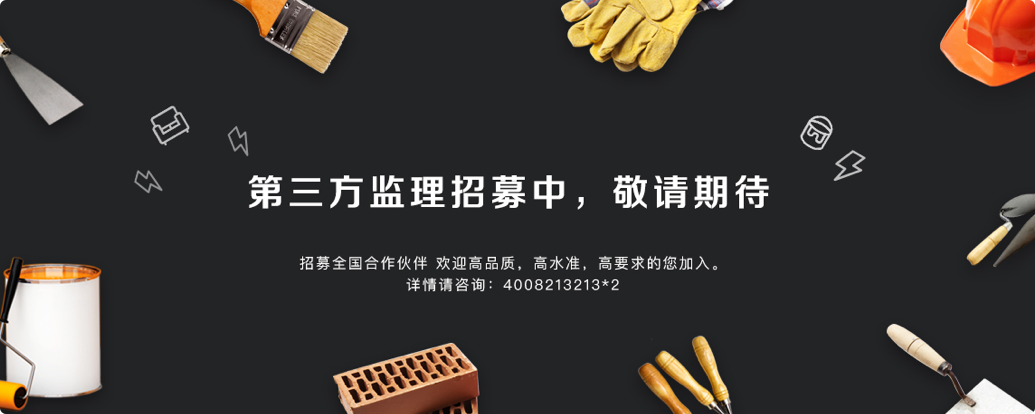 第三方监理招募中，敬请期待
招募全国合作伙伴 欢迎高品质，高水准，高要求的您加入。
详情请咨询：4008213213*2